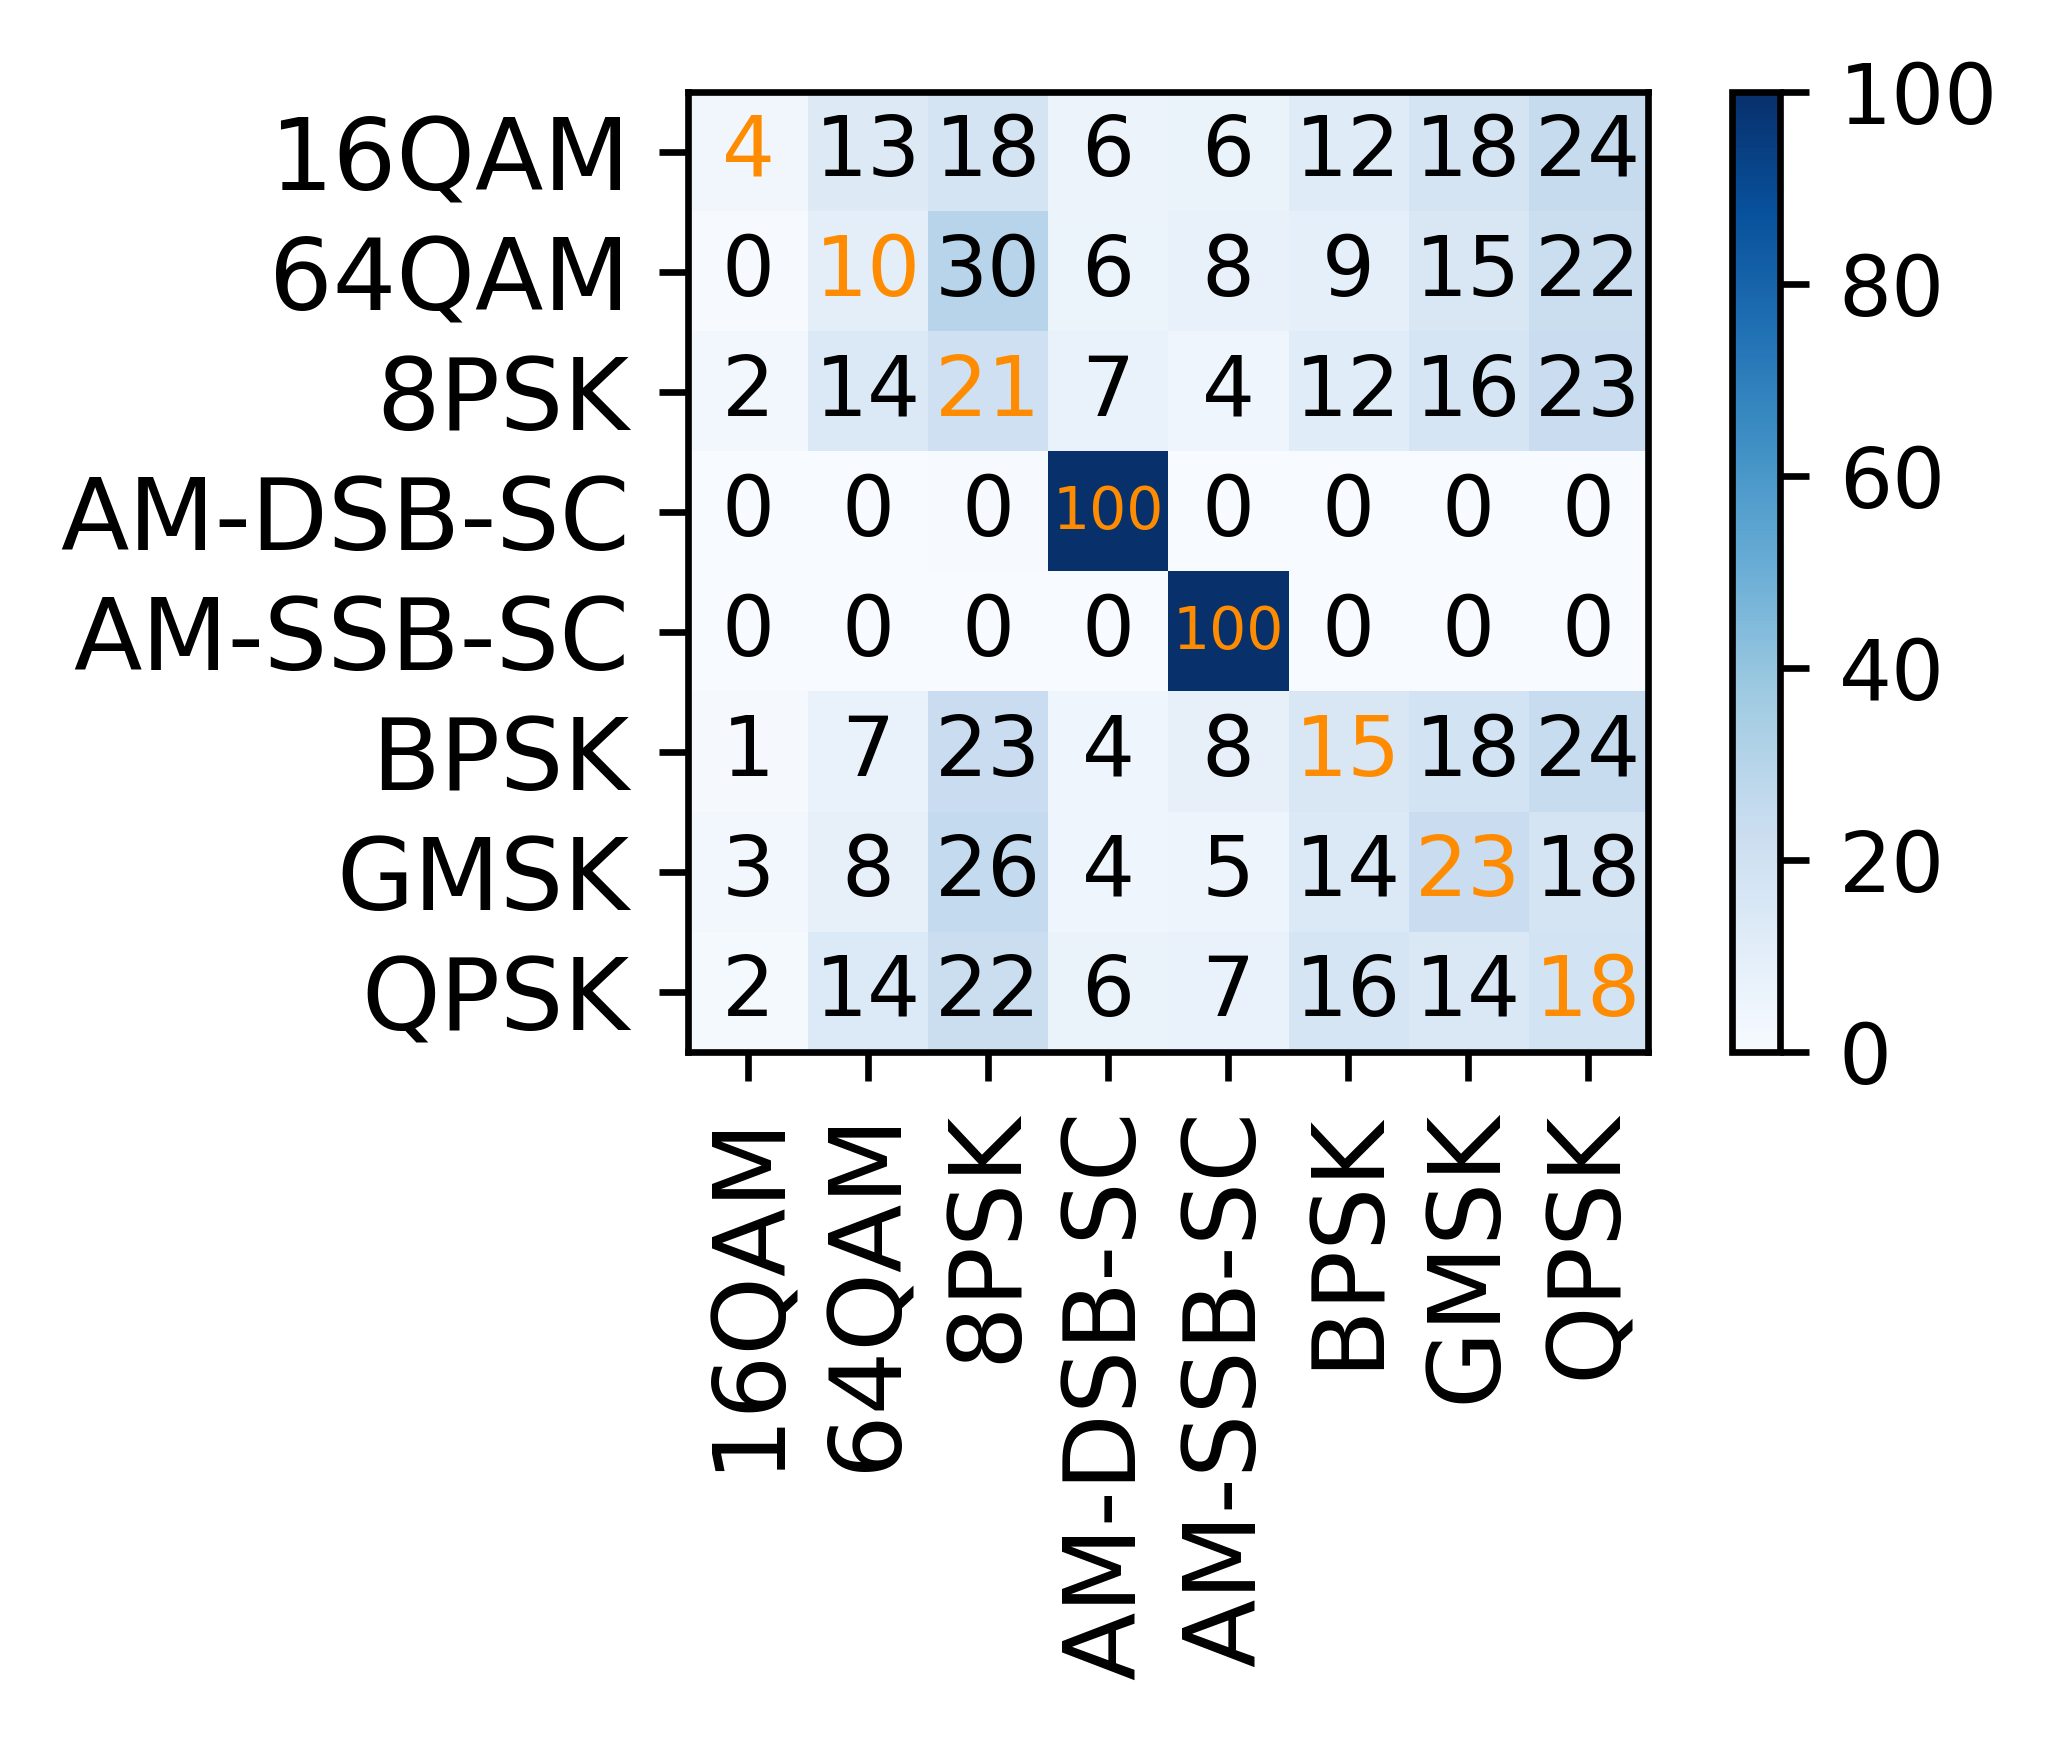 16QAM 4 13 18 6 6 12 18 24
64QAM 0 10 30 6 8 9 15 22
8PSK 2 14 21 7 4 12 16 23
AM-DSB-SC 0 0 0 100 0 0 0 0
AM-SSB-SC 0 0 0 0 100 0 0 0
BPSK 1 7 23 4 8 15 18 24
GMSK 3 8 26 4 5 14 23 18
QPSK 2 14 22 6 7 16 14 18
16QAM
64QAM
8PSK
AM-DSB-SC
AM-SSB-SC
BPSK
GMSK
QPSK
100
80
60
40
20
0